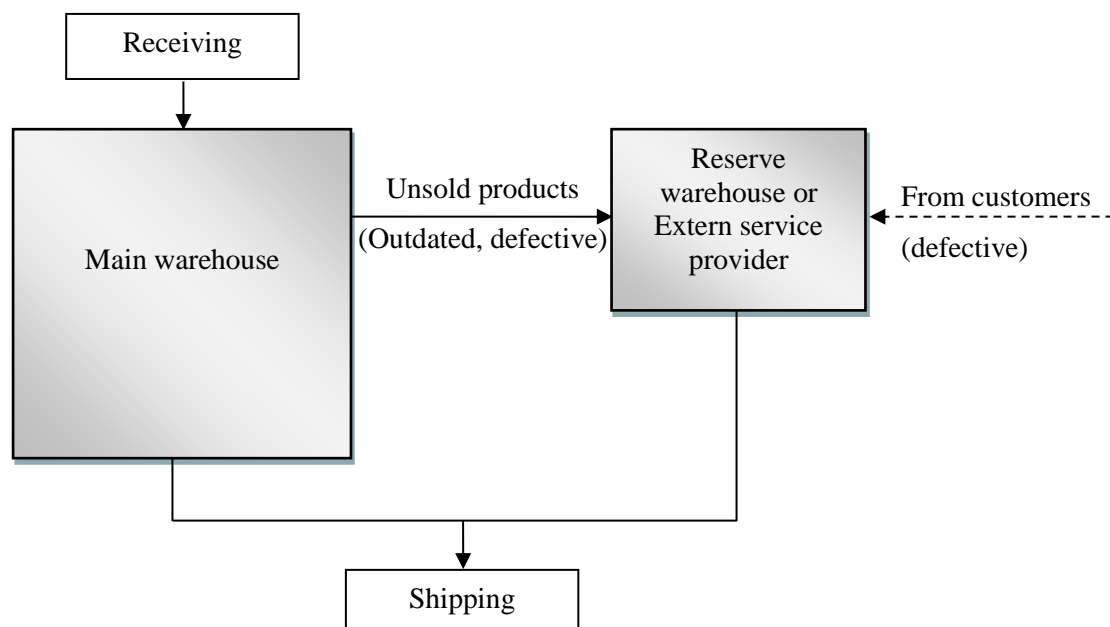 Receiving
Main warehouse
Unsold products
(Outdated, defective)
Reserve
warehouse or
Extern service
provider
From customers
(defective)
Shipping